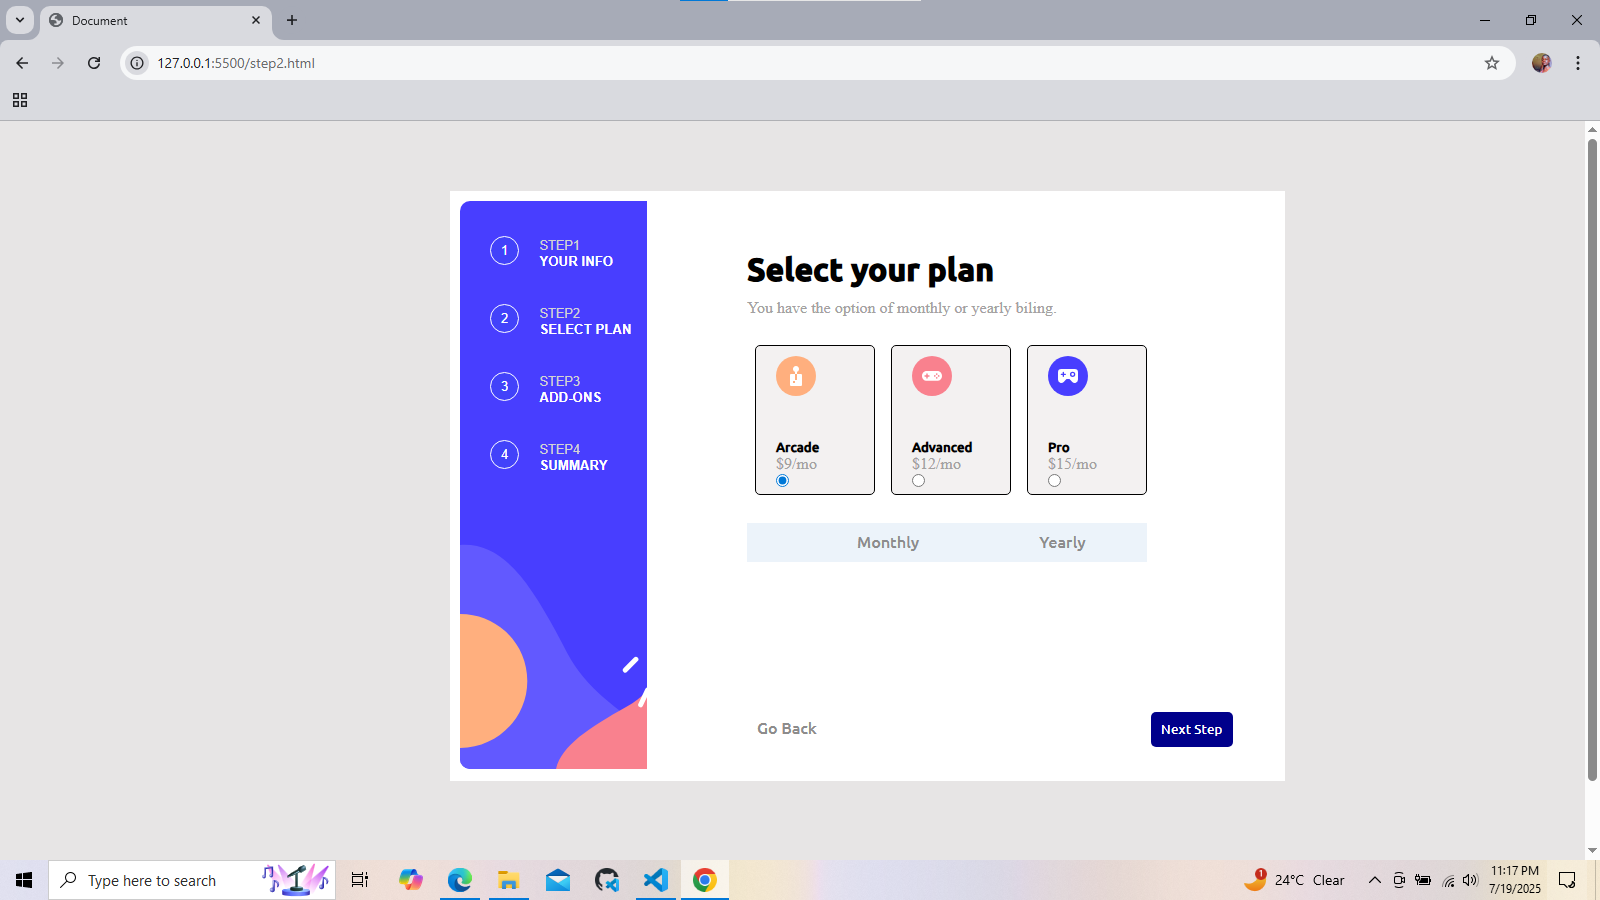 Document
127.0.0.1:5500/step2.html
1 STEP1
YOUR INFO
2 STEP2
SELECT PLAN
3 STEP3
ADD-ONS
4 STEP4
SUMMARY
Select your plan
You have the option of monthly or yearly biling.
Arcade
$9/mo
Advanced
$12/mo
Pro
$15/mo
Monthly Yearly
Go Back Next Step
Type here to search
1
24°C Clear
11:17 PM
7/19/2025